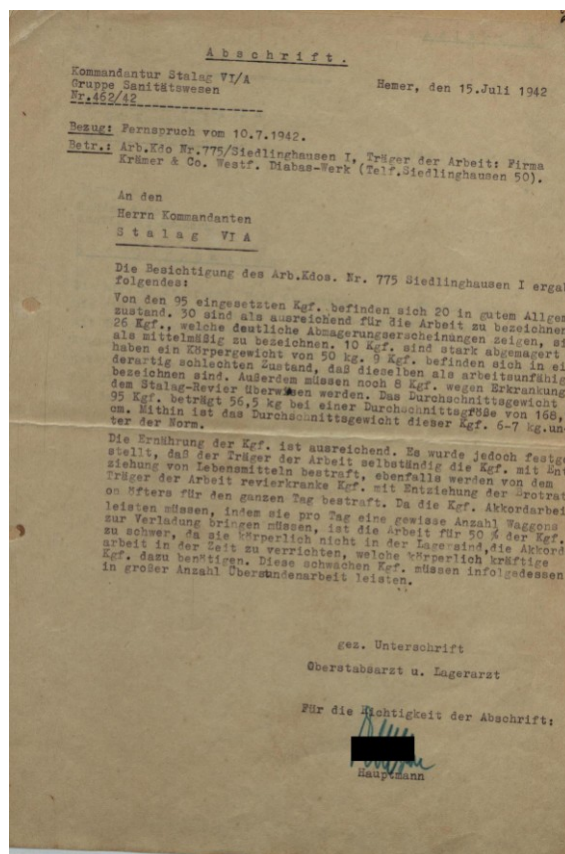 Abschrift.
Kommandantur Stalag VI/A
Gruppe Sanitätswesen
Nr.462/42
Hemer, den 15.Juli 1942
Bezug: Fernspruch vom 10.7.1942.
Betr.: Arb.Kdo Nr.775/Siedlinghausen I, Träger der Arbeit: Firma
Krämer & Co. Westf. Diabas-Werk (Telf.Siedlinghausen 50).
An den
Herrn Kommandanten
Stalag VI A
Die Besichtigung des Arb.Kdos. Nr. 775 Siedlinghausen I ergab
folgendes:
Von den 95 eingesetzten Kgf. befinden sich 20 in gutem Allgem
zustand. 30 sind als ausreichend für die Arbeit zu bezeichnen
26 Kgf., welche deutliche Abmagerungserscheinungen zeigen, si
als mittelmäßig zu bezeichnen. 10 Kgf. sind stark abgemagert
haben ein Körpergewicht von 50 kg. 9 Kgf. befinden sich in ei
derartig schlechten Zustand, daß dieselben als arbeitsunfähig
bezeichnen sind. Außerdem müssen noch 8 Kgf. wegen Erkrankung
dem Stalag-Revier überwiesen werden. Das Durchschnittsgewicht
95 Kgf. beträgt 56,5 kg bei einer Durchschnittsgröße von 168,
cm. Mithin ist das Durchschnittsgewicht dieser Kgf. 6-7 kg.un
ter der Norm.
Die Ernährung der Kgf. ist ausreichend. Es wurde jedoch festge
stellt, daß der Träger der Arbeit selbständig die Kgf. mit Ent
ziehung von Lebensmitteln bestraft, ebenfalls werden von dem
Träger der Arbeit revierkranke Kgf. mit Entziehung der Brotrat
on öfters für den ganzen Tag bestraft. Da die Kgf. Akkordarbei
leisten müssen, indem sie pro Tag eine gewisse Anzahl Waggons
zur Verladung bringen müssen, ist die Arbeit für 50 % der Kgf.
zu schwer, da sie körperlich nicht in der Lagersind,die Akkord
arbeit in der Zeit zu verrichten, welche körperlich kräftige
Kgf. dazu benötigen. Diese schwachen Kgf. müssen infolgedessen
in großer Anzahl Überstundenarbeit leisten.
gez. Unterschrift
Oberstabsarzt u. Lagerarzt
Für die Richtigkeit der Abschrift:
Hauptmann